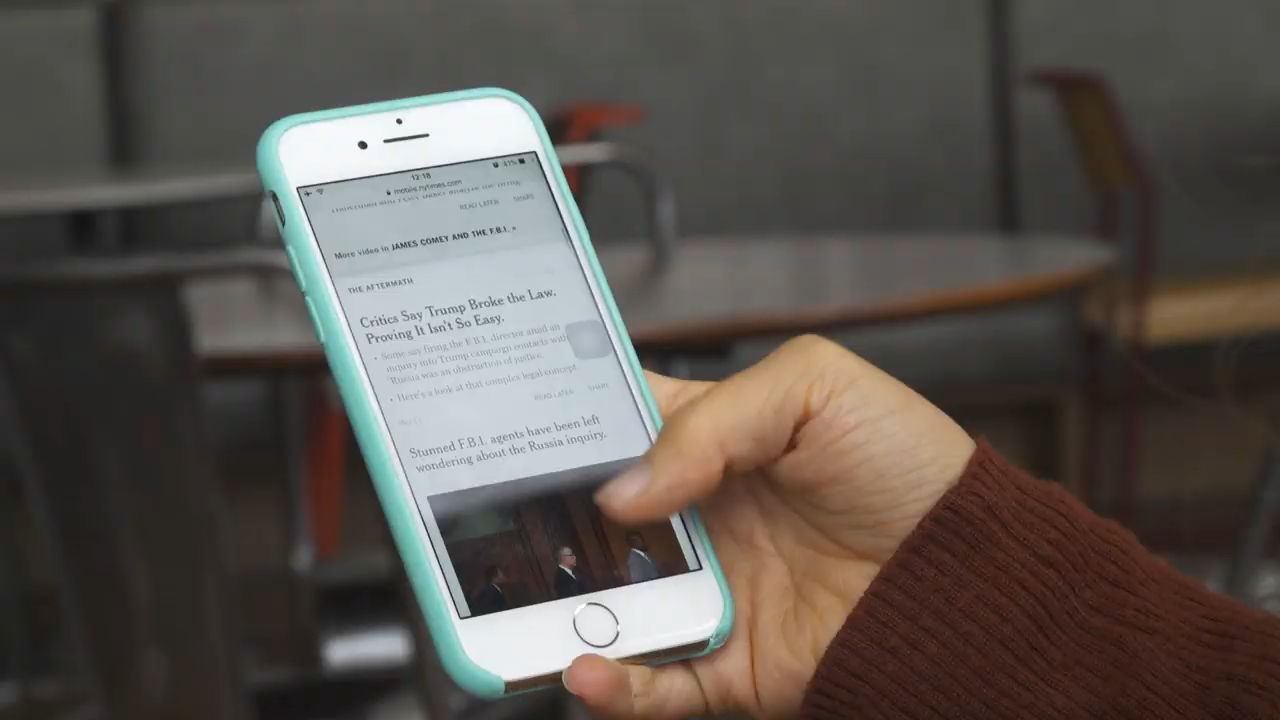 12:18
41%
mobile.nytimes.com
READ LATER SHARE
More video in JAMES COMEY AND THE F.B.I. »
THE AFTERMATH
Critics Say Trump Broke the Law.
Proving It Isn't So Easy.
• Some say firing the F.B.I. director amid an
inquiry into Trump campaign contacts with
Russia was an obstruction of justice.
• Here's a look at that complex legal concept
READ LATER SHARE
Stunned F.B.I. agents have been left
wondering about the Russia inquiry.